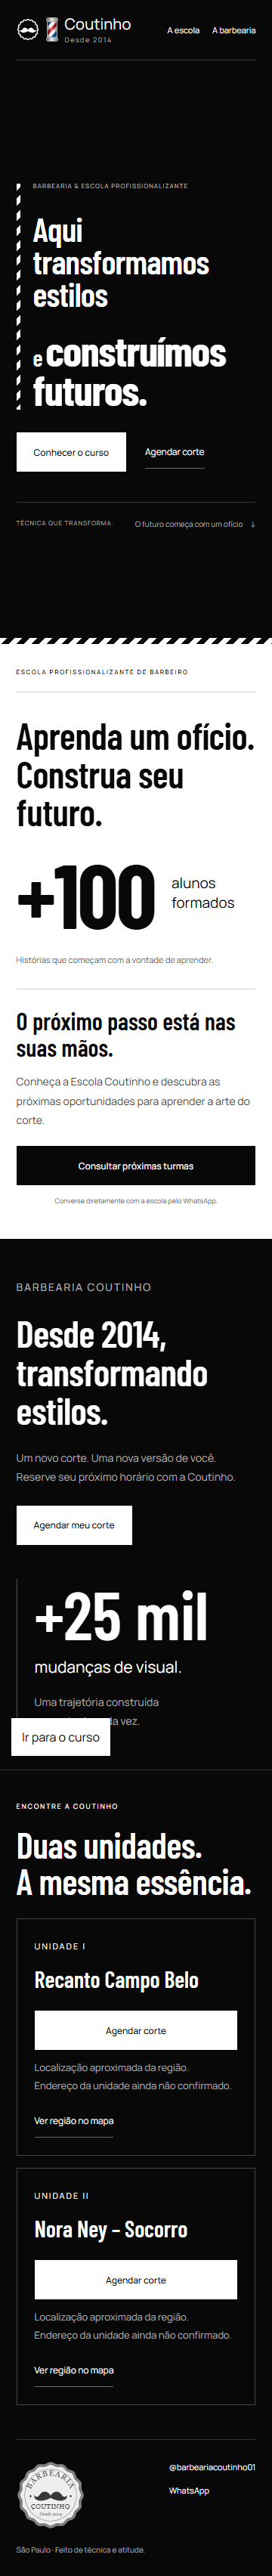 Coutinho
Desde 2014
A escola
A barbearia
BARBEARIA & ESCOLA PROFISSIONALIZANTE
Aqui
transformamos
estilos
e construímos
futuros.
Conhecer o curso
Agendar corte
TÉCNICA QUE TRANSFORMA.
O futuro começa com um ofício ↓
ESCOLA PROFISSIONALIZANTE DE BARBEIRO
Aprenda um ofício.
Construa seu
futuro.
+100
alunos
formados
Histórias que começam com a vontade de aprender.
O próximo passo está nas
suas mãos.
Conheça a Escola Coutinho e descubra as
próximas oportunidades para aprender a arte do
corte.
Consultar próximas turmas
Converse diretamente com a escola pelo WhatsApp.
BARBEARIA COUTINHO
Desde 2014,
transformando
estilos.
Um novo corte. Uma nova versão de você.
Reserve seu próximo horário com a Coutinho.
Agendar meu corte
+25 mil
mudanças de visual.
Uma trajetória construída
da vez.
Ir para o curso
ENCONTRE A COUTINHO
Duas unidades.
A mesma essência.
UNIDADE I
Recanto Campo Belo
Agendar corte
Localização aproximada da região.
Endereço da unidade ainda não confirmado.
Ver região no mapa
UNIDADE II
Nora Ney – Socorro
Agendar corte
Localização aproximada da região.
Endereço da unidade ainda não confirmado.
Ver região no mapa
BARBEARIA
COUTINHO
Desde 2014
@barbeariacoutinho01
WhatsApp
São Paulo · Feito de técnica e atitude.